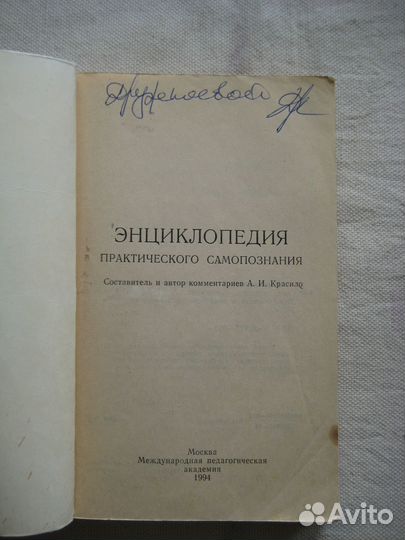 ЭНЦИКЛОПЕДИЯ
ПРАКТИЧЕСКОГО САМОПОЗНАНИЯ
Составитель и автор комментариев А. И. Красило
Москва
Международная педагогическая
академия
1994
Avito